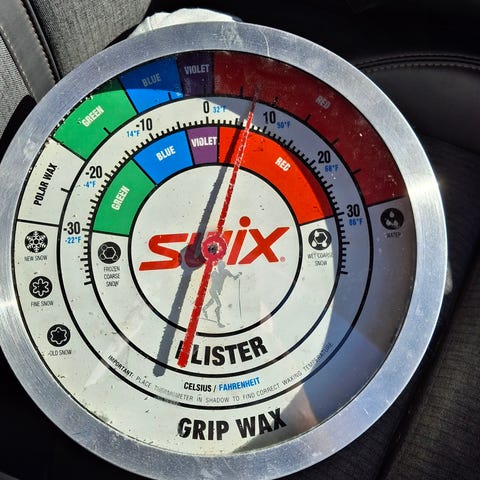 POLAR WAX
GREEN
BLUE
VIOLET
RED
-30
-22°F
-20
-4°F
-10
14°F
0
32°F
10
50°F
20
68°F
30
86°F
GREEN
BLUE
VIOLET
RED
NEW SNOW
FINE SNOW
OLD SNOW
FROZEN
COARSE
SNOW
WET COARSE
SNOW
WATER
SWIX
KLISTER
CELSIUS / FAHRENHEIT
IMPORTANT: PLACE THERMOMETER IN SHADOW TO FIND CORRECT WAXING TEMPERATURE
GRIP WAX